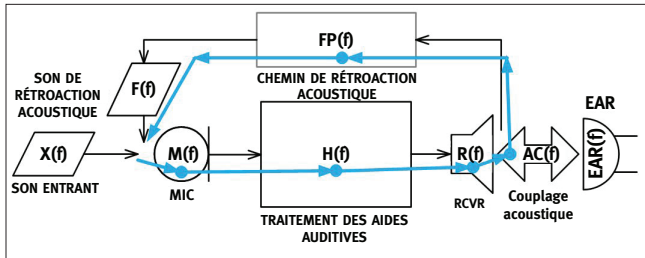 FP(f)
CHEMIN DE RÉTROACTION
ACOUSTIQUE
SON DE
RÉTROACTION
ACOUSTIQUE
F(f)
X(f)
SON ENTRANT
M(f)
MIC
H(f)
TRAITEMENT DES AIDES
AUDITIVES
R(f)
RCVR
AC(f)
Couplage
acoustique
EAR
EAR(f)